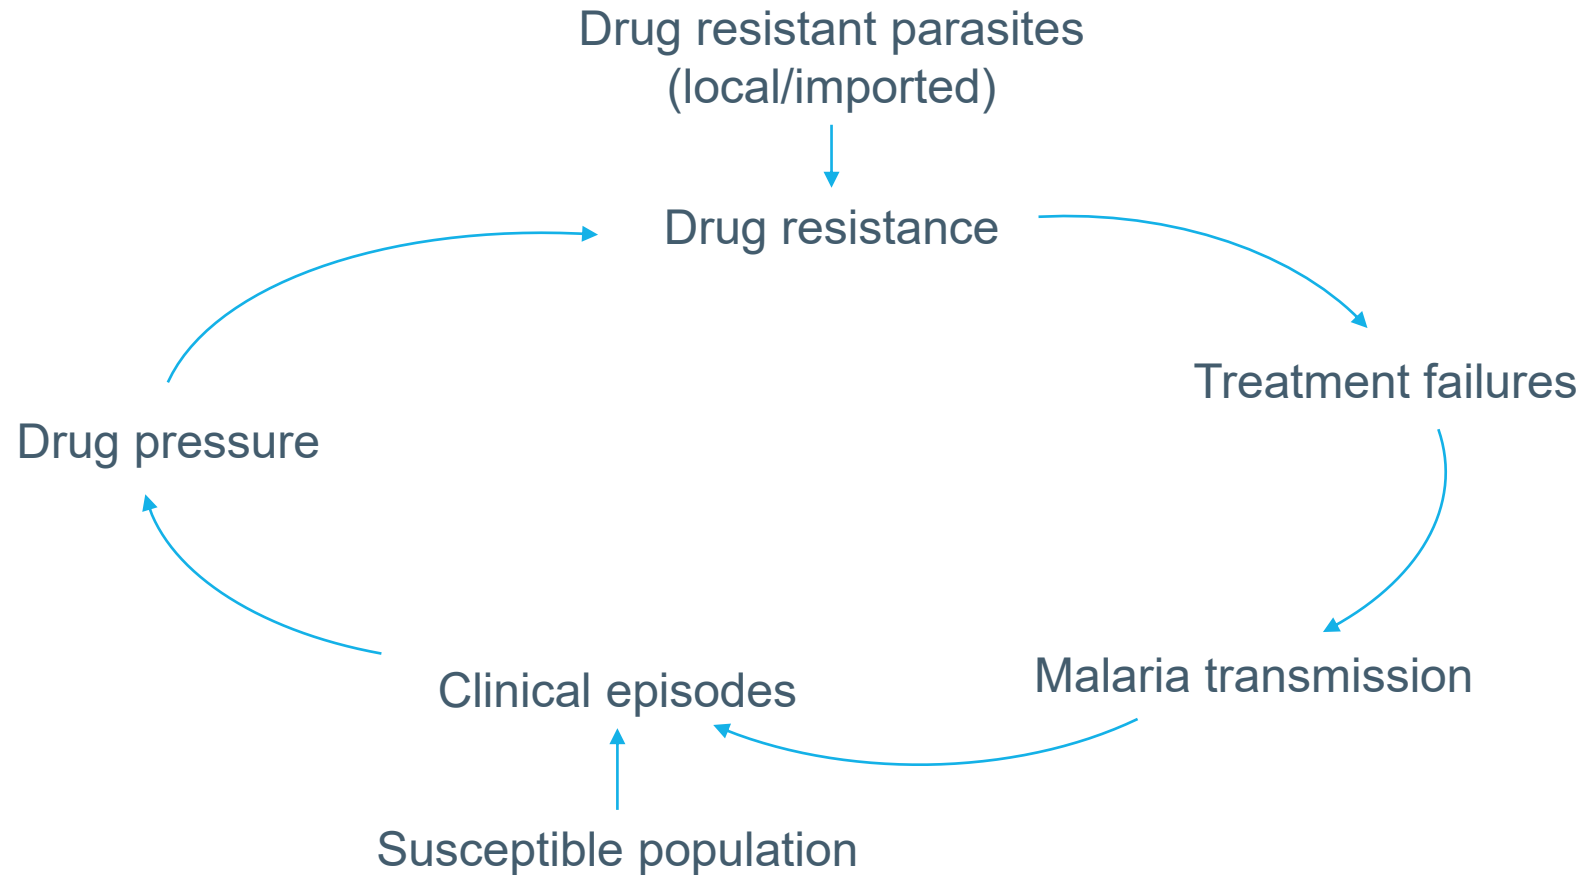 Drug resistant parasites
(local/imported)
Drug resistance
Treatment failures
Drug pressure
Malaria transmission
Clinical episodes
Susceptible population